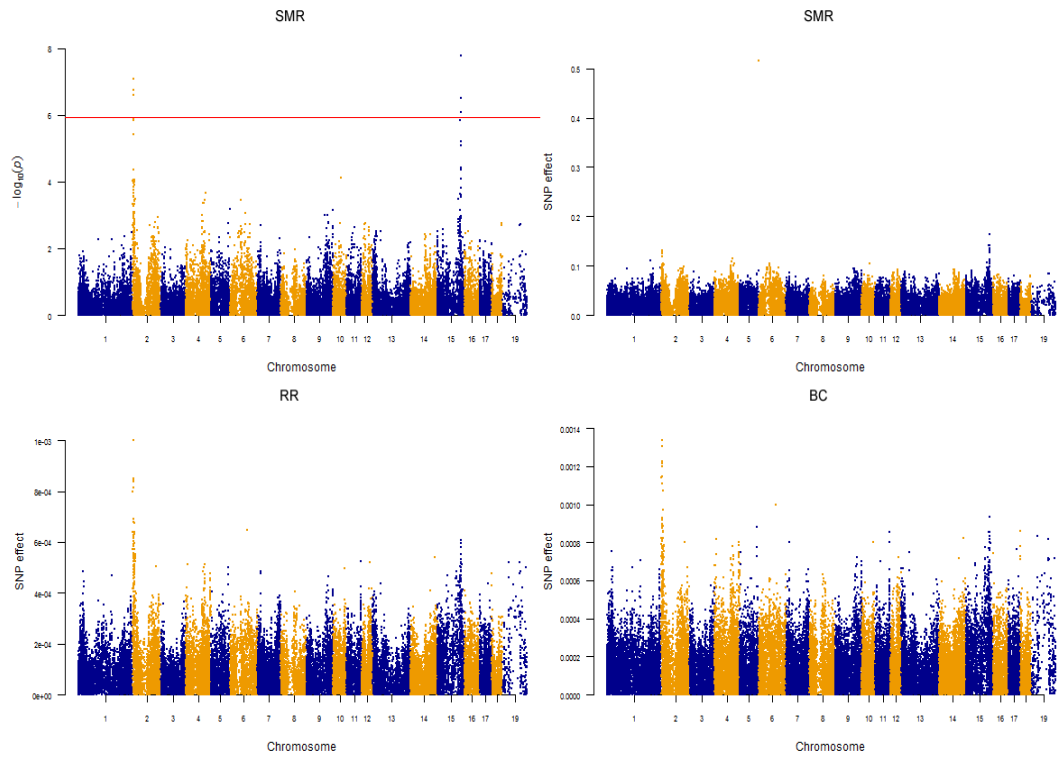 SMR
SMR
8
6
4
2
0
− log10(p)
1 2 3 4 5 6 7 8 9 10 11 12 13 14 15 16 17 19
Chromosome
0.5
0.4
0.3
0.2
0.1
0.0
SNP effect
1 2 3 4 5 6 7 8 9 10 11 12 13 14 15 16 17 18 19
Chromosome
RR
BC
1e-03
8e-04
6e-04
4e-04
2e-04
0e+00
SNP effect
1 2 3 4 5 6 7 8 9 10 11 12 13 14 15 16 17 19
Chromosome
0.0014
0.0012
0.0010
0.0008
0.0006
0.0004
0.0002
0.0000
SNP effect
1 2 3 4 5 6 7 8 9 10 11 12 13 14 15 16 17 18 19
Chromosome